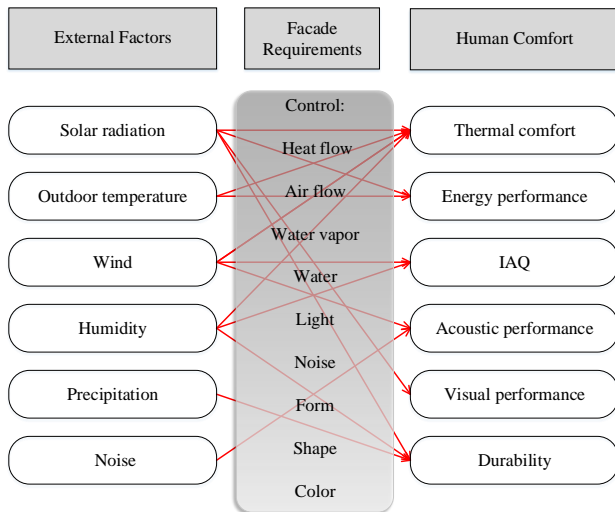 External Factors
Facade
Requirements
Human Comfort
Solar radiation
Outdoor temperature
Wind
Humidity
Precipitation
Noise
Control:
Heat flow
Air flow
Water vapor
Water
Light
Noise
Form
Shape
Color
Thermal comfort
Energy performance
IAQ
Acoustic performance
Visual performance
Durability